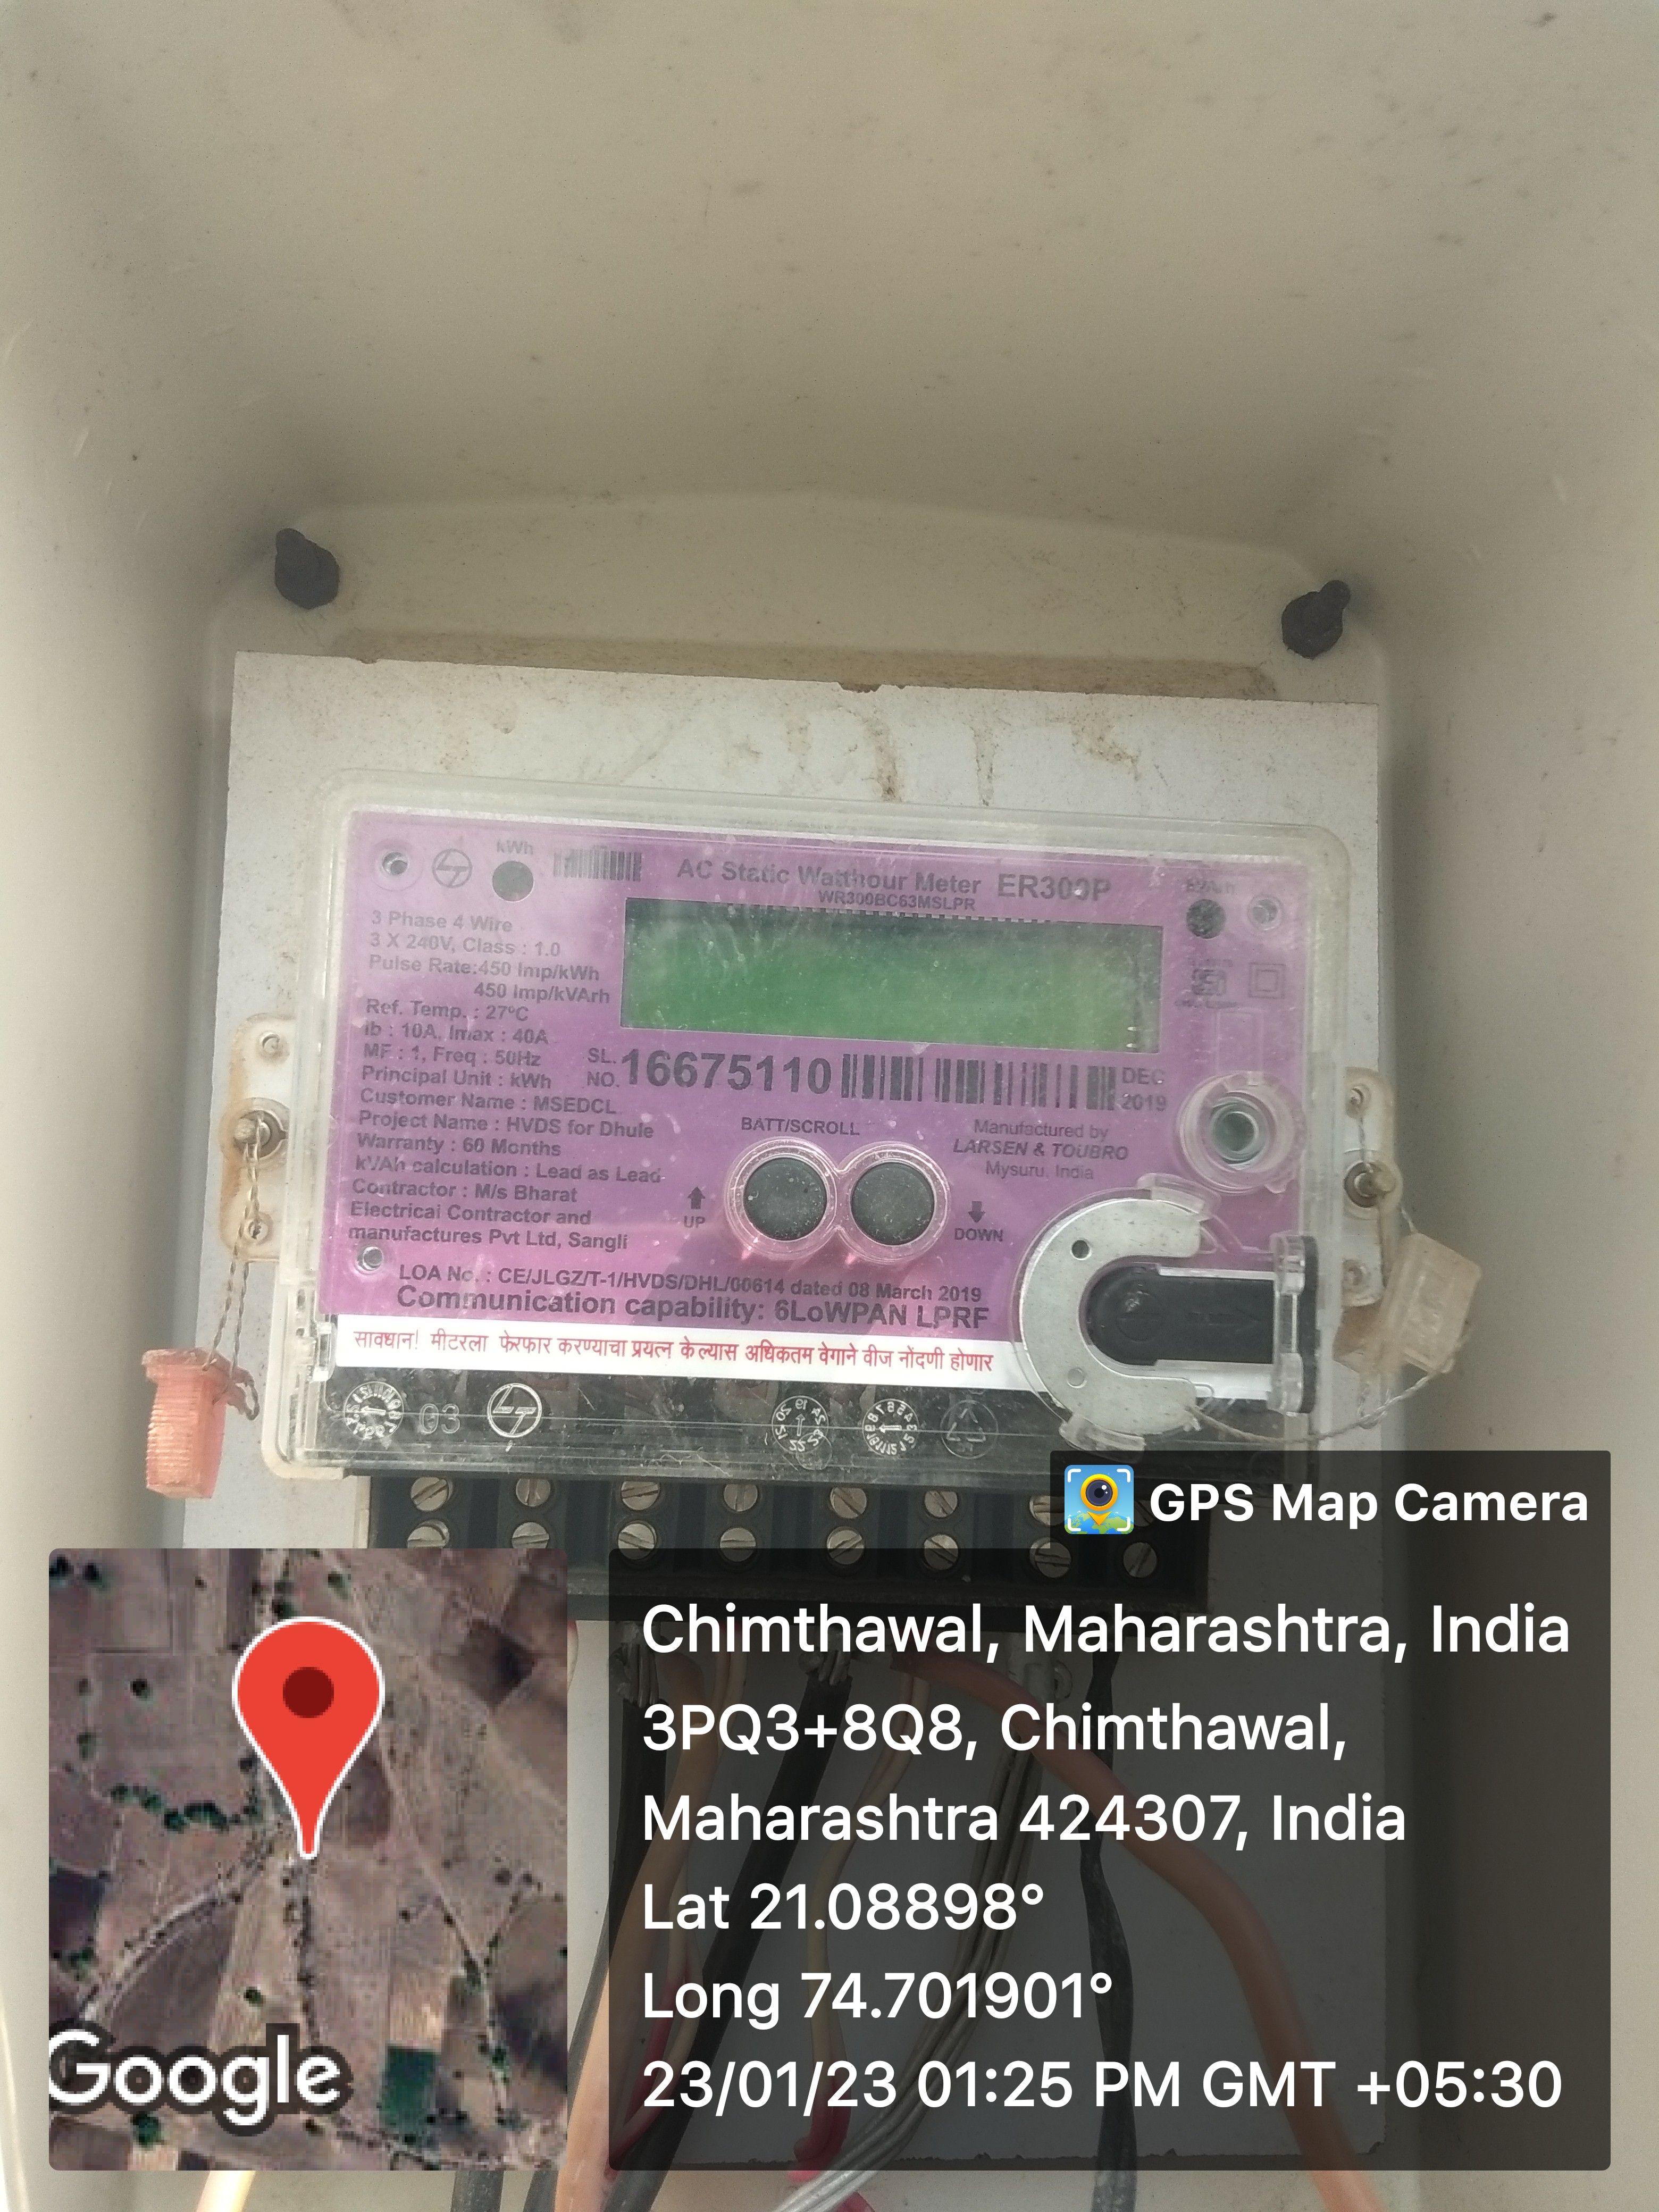 kWh
AC Static Watthour Meter ER300P
WR300BC63MSLPR
3 Phase 4 Wire
3 X 240V, Class : 1.0
Pulse Rate:450 Imp/kWh
450 Imp/kVArh
Ref. Temp. : 27°C
Ib : 10A, Imax : 40A
MF : 1, Freq : 50Hz
Principal Unit : kWh
Customer Name : MSEDCL
Project Name : HVDS for Dhule
Warranty : 60 Months
kVAh calculation : Lead as Lead
Contractor : M/s Bharat
Electrical Contractor and
manufactures Pvt Ltd, Sangli
SL. NO. 16675110
DEC
2019
BATT/SCROLL
UP
DOWN
Manufactured by
LARSEN & TOUBRO
Mysuru, India
LOA No. : CE/JLGZ/T-1/HVDS/DHL/00614 dated 08 March 2019
Communication capability: 6LoWPAN LPRF
सावधान! मीटरला फेरफार करण्याचा प्रयत्न केल्यास अधिकतम वेगाने वीज नोंदणी होणार
03
GPS Map Camera
Chimthawal, Maharashtra, India
3PQ3+8Q8, Chimthawal,
Maharashtra 424307, India
Lat 21.08898°
Long 74.701901°
23/01/23 01:25 PM GMT +05:30
Google